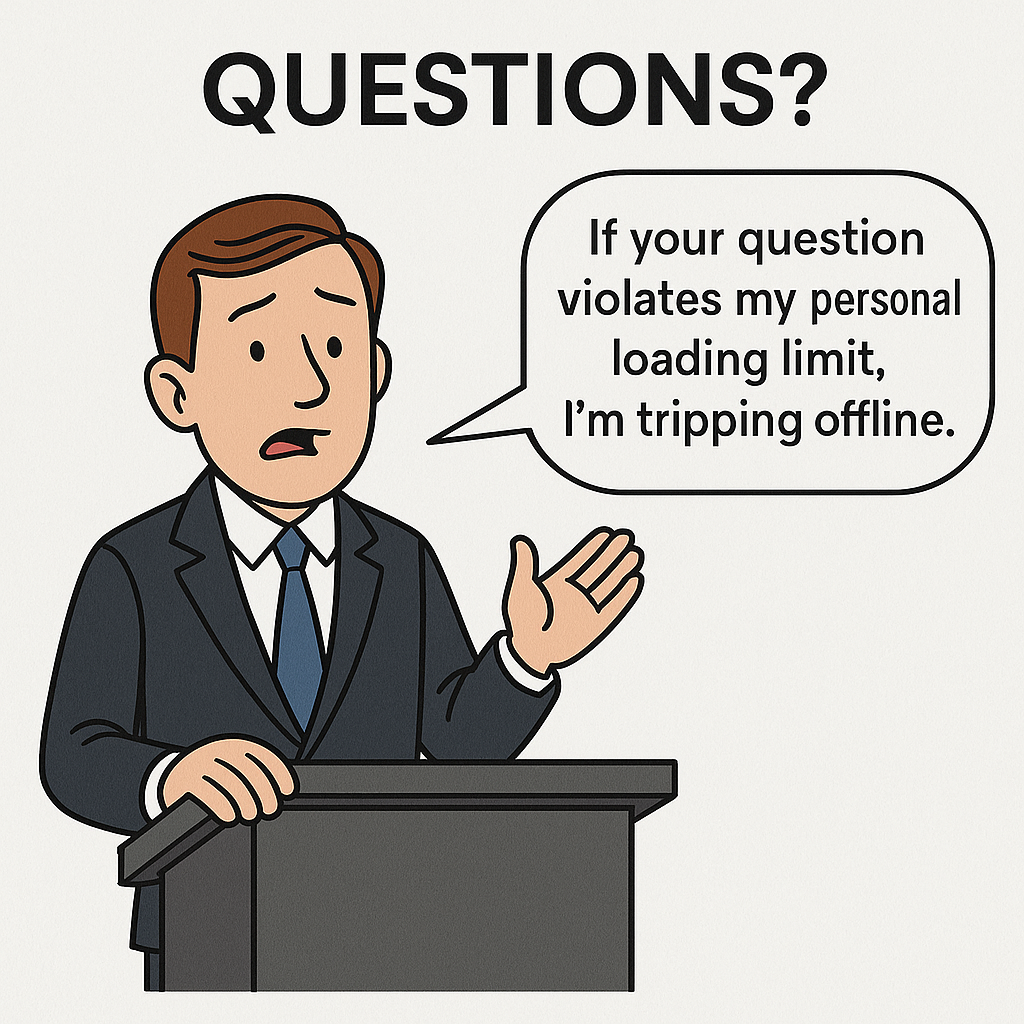 QUESTIONS?
If your question
violates my personal
loading limit,
I’m tripping offline.